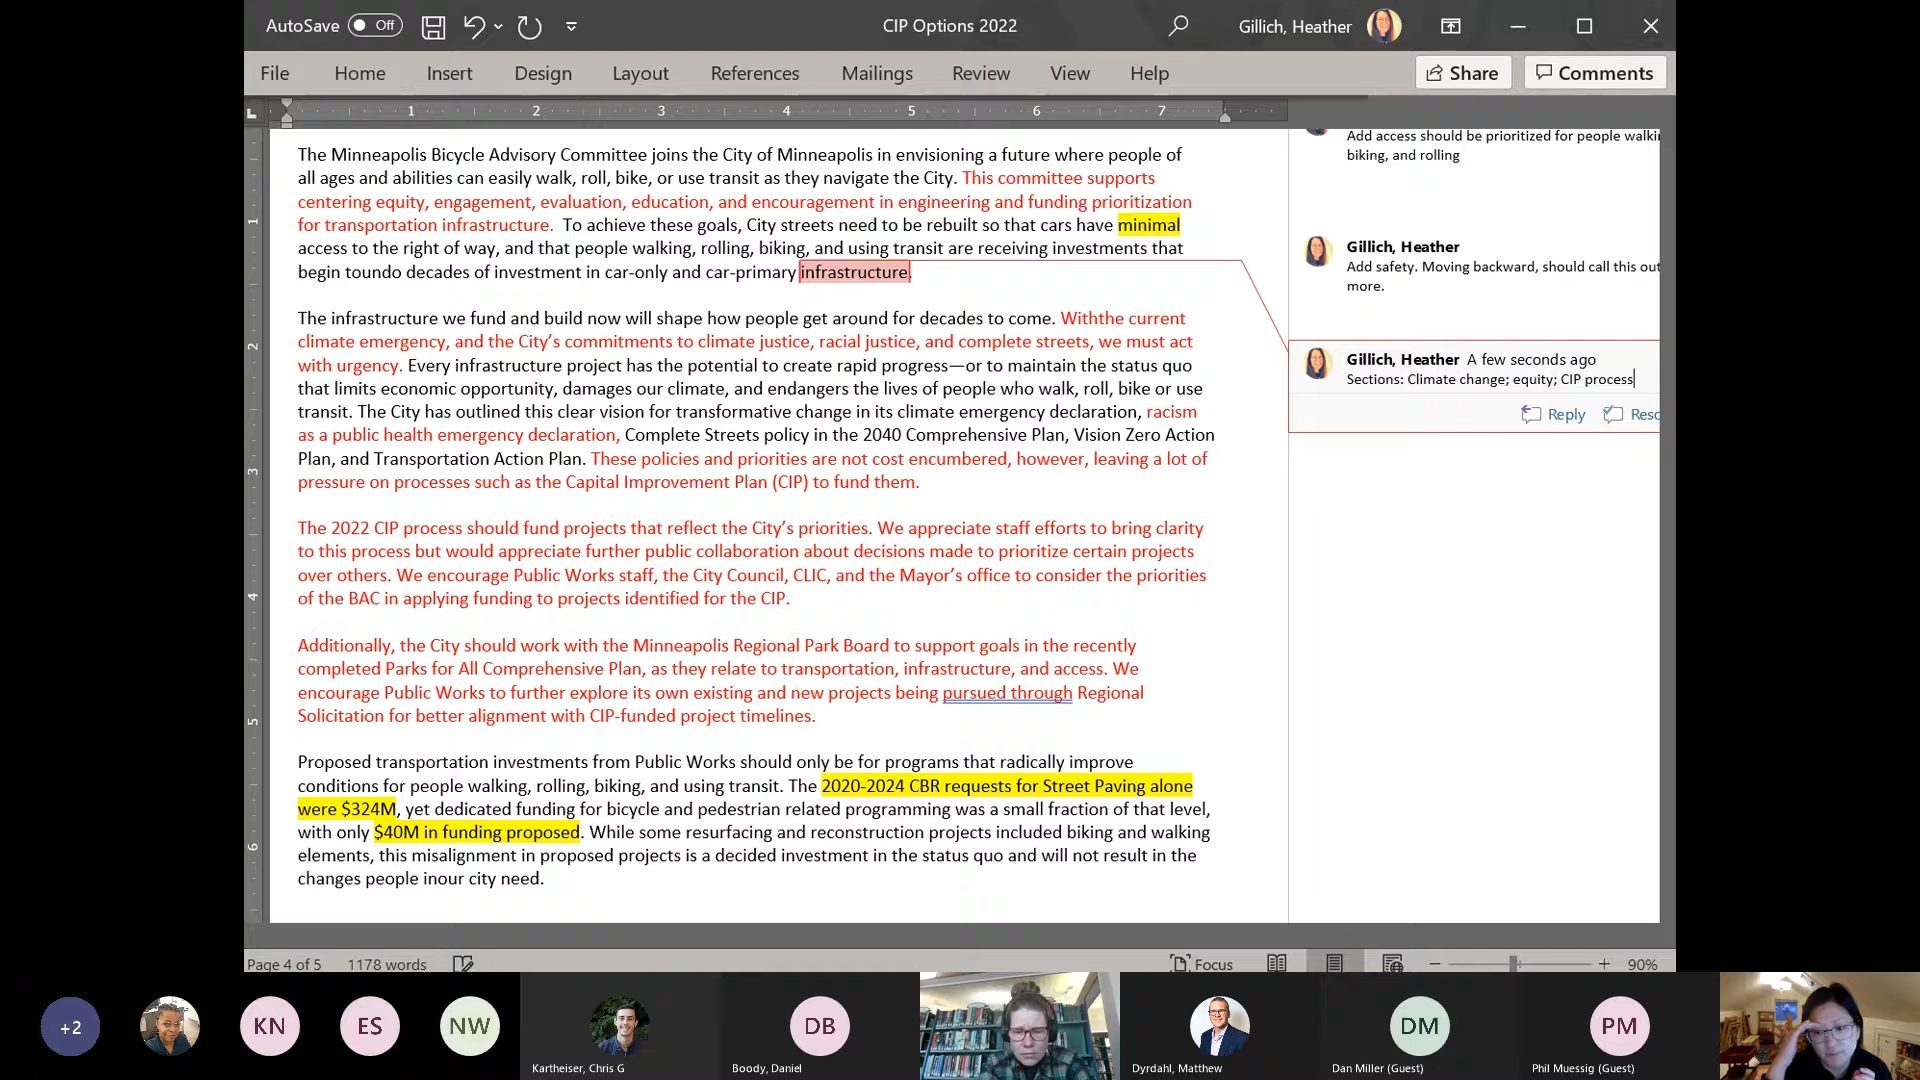 AutoSave Off
CIP Options 2022
Gillich, Heather
File Home Insert Design Layout References Mailings Review View Help
Share Comments
1 2 3 4 5 6 7
The Minneapolis Bicycle Advisory Committee joins the City of Minneapolis in envisioning a future where people of
all ages and abilities can easily walk, roll, bike, or use transit as they navigate the City. This committee supports
centering equity, engagement, evaluation, education, and encouragement in engineering and funding prioritization
for transportation infrastructure. To achieve these goals, City streets need to be rebuilt so that cars have minimal
access to the right of way, and that people walking, rolling, biking, and using transit are receiving investments that
begin toundo decades of investment in car-only and car-primary infrastructure.
The infrastructure we fund and build now will shape how people get around for decades to come. Withthe current
climate emergency, and the City's commitments to climate justice, racial justice, and complete streets, we must act
with urgency. Every infrastructure project has the potential to create rapid progress—or to maintain the status quo
that limits economic opportunity, damages our climate, and endangers the lives of people who walk, roll, bike or use
transit. The City has outlined this clear vision for transformative change in its climate emergency declaration, racism
as a public health emergency declaration, Complete Streets policy in the 2040 Comprehensive Plan, Vision Zero Action
Plan, and Transportation Action Plan. These policies and priorities are not cost encumbered, however, leaving a lot of
pressure on processes such as the Capital Improvement Plan (CIP) to fund them.
The 2022 CIP process should fund projects that reflect the City's priorities. We appreciate staff efforts to bring clarity
to this process but would appreciate further public collaboration about decisions made to prioritize certain projects
over others. We encourage Public Works staff, the City Council, CLIC, and the Mayor's office to consider the priorities
of the BAC in applying funding to projects identified for the CIP.
Additionally, the City should work with the Minneapolis Regional Park Board to support goals in the recently
completed Parks for All Comprehensive Plan, as they relate to transportation, infrastructure, and access. We
encourage Public Works to further explore its own existing and new projects being pursued through Regional
Solicitation for better alignment with CIP-funded project timelines.
Proposed transportation investments from Public Works should only be for programs that radically improve
conditions for people walking, rolling, biking, and using transit. The 2020-2024 CBR requests for Street Paving alone
were $324M, yet dedicated funding for bicycle and pedestrian related programming was a small fraction of that level,
with only $40M in funding proposed. While some resurfacing and reconstruction projects included biking and walking
elements, this misalignment in proposed projects is a decided investment in the status quo and will not result in the
changes people inour city need.
1
2
3
4
5
6
Add access should be prioritized for people walki
biking, and rolling
Gillich, Heather
Add safety. Moving backward, should call this out
more.
Gillich, Heather A few seconds ago
Sections: Climate change; equity; CIP process
Reply Reso
Page 4 of 5 1178 words
Focus 90%
+2
KN
ES
NW
Kartheiser, Chris G
DB
Boody, Daniel
Dyrdahl, Matthew
DM
Dan Miller (Guest)
PM
Phil Muessig (Guest)